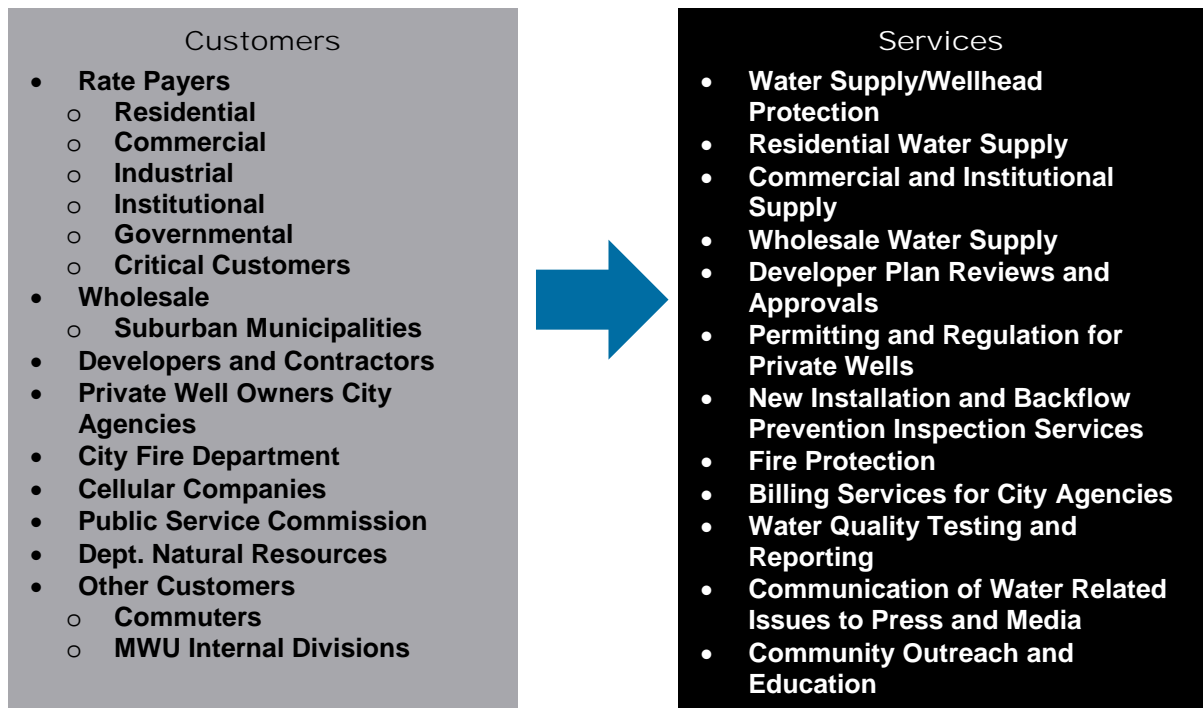 Customers
• Rate Payers
o Residential
o Commercial
o Industrial
o Institutional
o Governmental
o Critical Customers
• Wholesale
o Suburban Municipalities
• Developers and Contractors
• Private Well Owners City
Agencies
• City Fire Department
• Cellular Companies
• Public Service Commission
• Dept. Natural Resources
• Other Customers
o Commuters
o MWU Internal Divisions
Services
• Water Supply/Wellhead
Protection
• Residential Water Supply
• Commercial and Institutional
Supply
• Wholesale Water Supply
• Developer Plan Reviews and
Approvals
• Permitting and Regulation for
Private Wells
• New Installation and Backflow
Prevention Inspection Services
• Fire Protection
• Billing Services for City Agencies
• Water Quality Testing and
Reporting
• Communication of Water Related
Issues to Press and Media
• Community Outreach and
Education